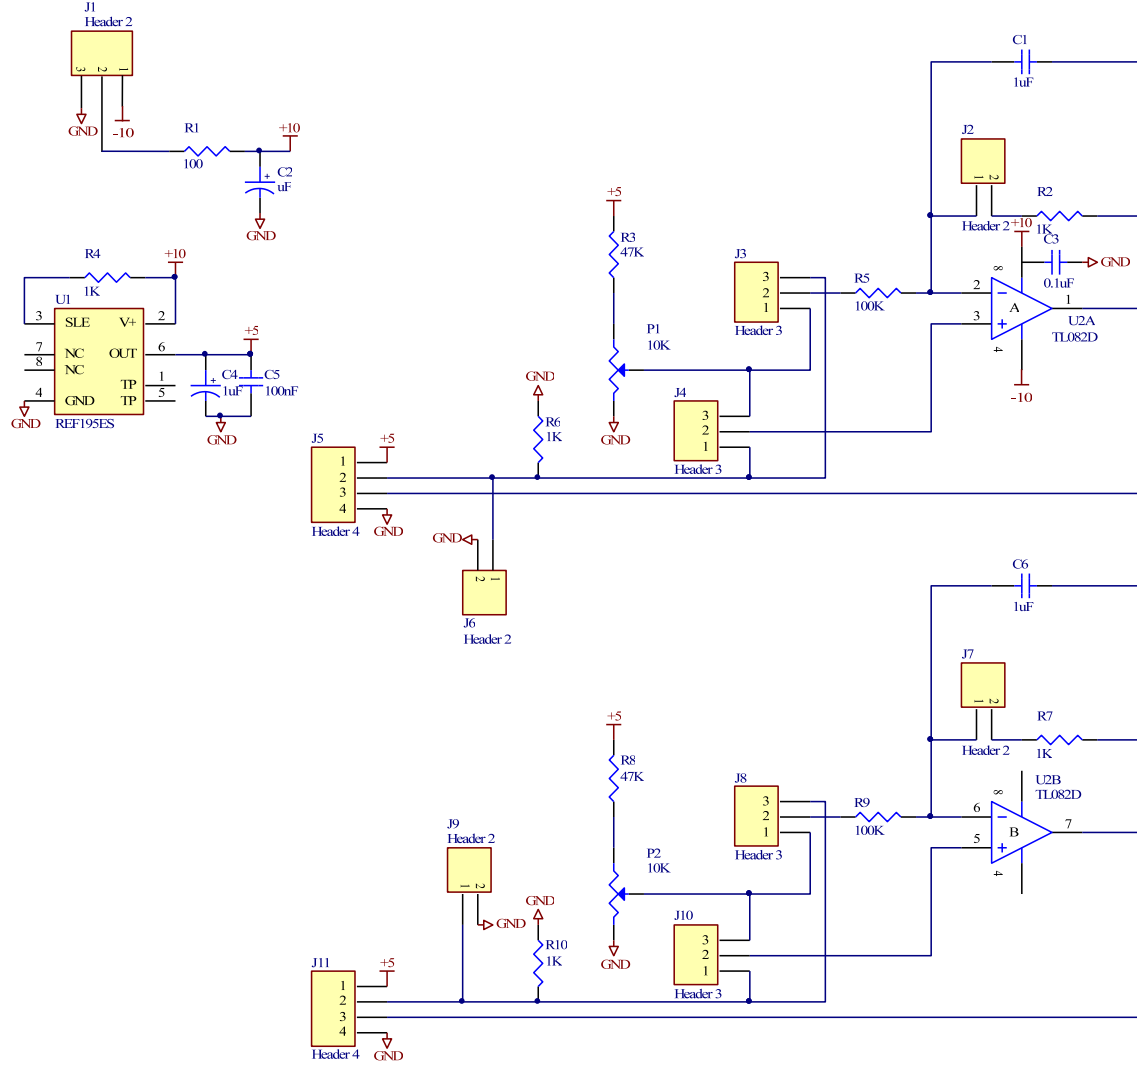 J1
Header 2
3
2
1
GND
-10
R1
100
+10
C2
uF
GND
R4
1K
+10
U1
3
SLE
V+
2
7
NC
OUT
6
8
NC
TP
1
4
GND
TP
5
GND
REF195ES
+5
C4
1uF
C5
100nF
GND
C1
1uF
J2
1
2
Header 2
R2
1K
+10
C3
0.1uF
GND
+5
R3
47K
P1
10K
GND
J3
3
2
1
Header 3
R5
100K
8
2
3
A
1
U2A
TL082D
4
-10
J4
3
2
1
Header 3
GND
R6
1K
J5
+5
1
2
3
4
Header 4
GND
GND
2
1
J6
Header 2
C6
1uF
J7
1
2
Header 2
R7
1K
+5
R8
47K
P2
10K
GND
J8
3
2
1
Header 3
R9
100K
U2B
TL082D
8
6
5
B
7
4
J9
Header 2
1
2
GND
GND
R10
1K
J10
3
2
1
Header 3
J11
+5
1
2
3
4
Header 4
GND